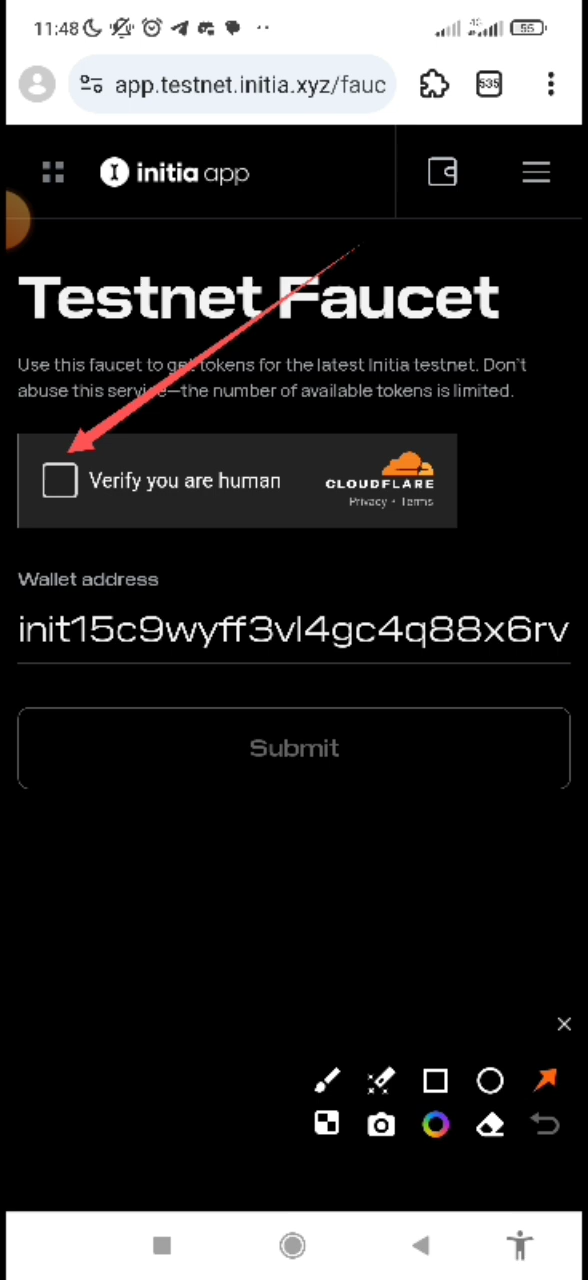 11:48
4G
55
app.testnet.initia.xyz/fauc
535
initia app
Testnet Faucet
Use this faucet to get tokens for the latest Initia testnet. Don't
abuse this service—the number of available tokens is limited.
Verify you are human
CLOUDFLARE
Privacy • Terms
Wallet address
init15c9wyff3vl4gc4q88x6rv
Submit